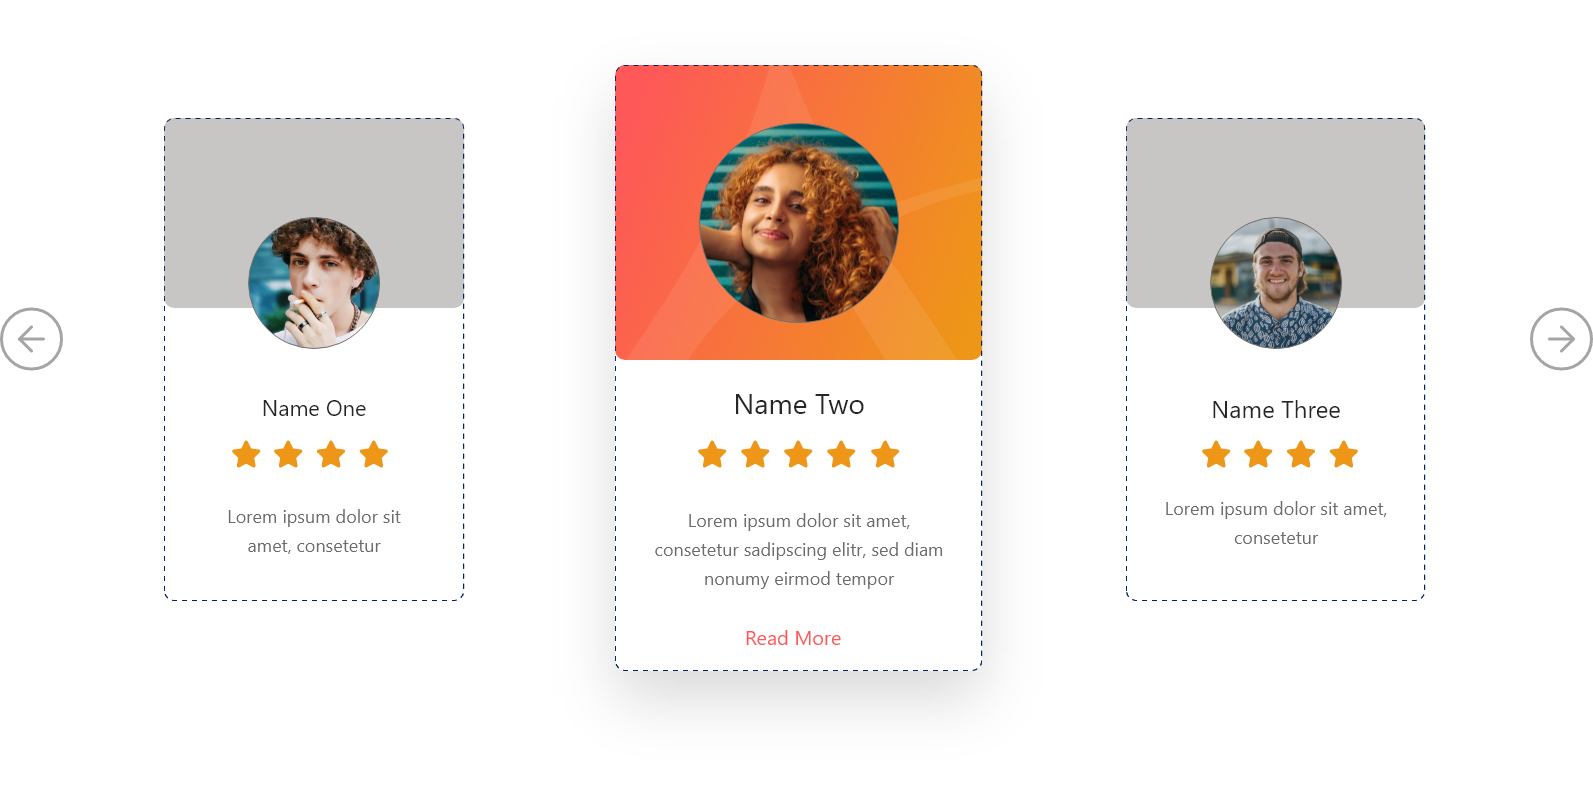 Name One
Lorem ipsum dolor sit
amet, consetetur
Name Two
Lorem ipsum dolor sit amet,
consetetur sadipscing elitr, sed diam
nonumy eirmod tempor
Read More
Name Three
Lorem ipsum dolor sit amet,
consetetur